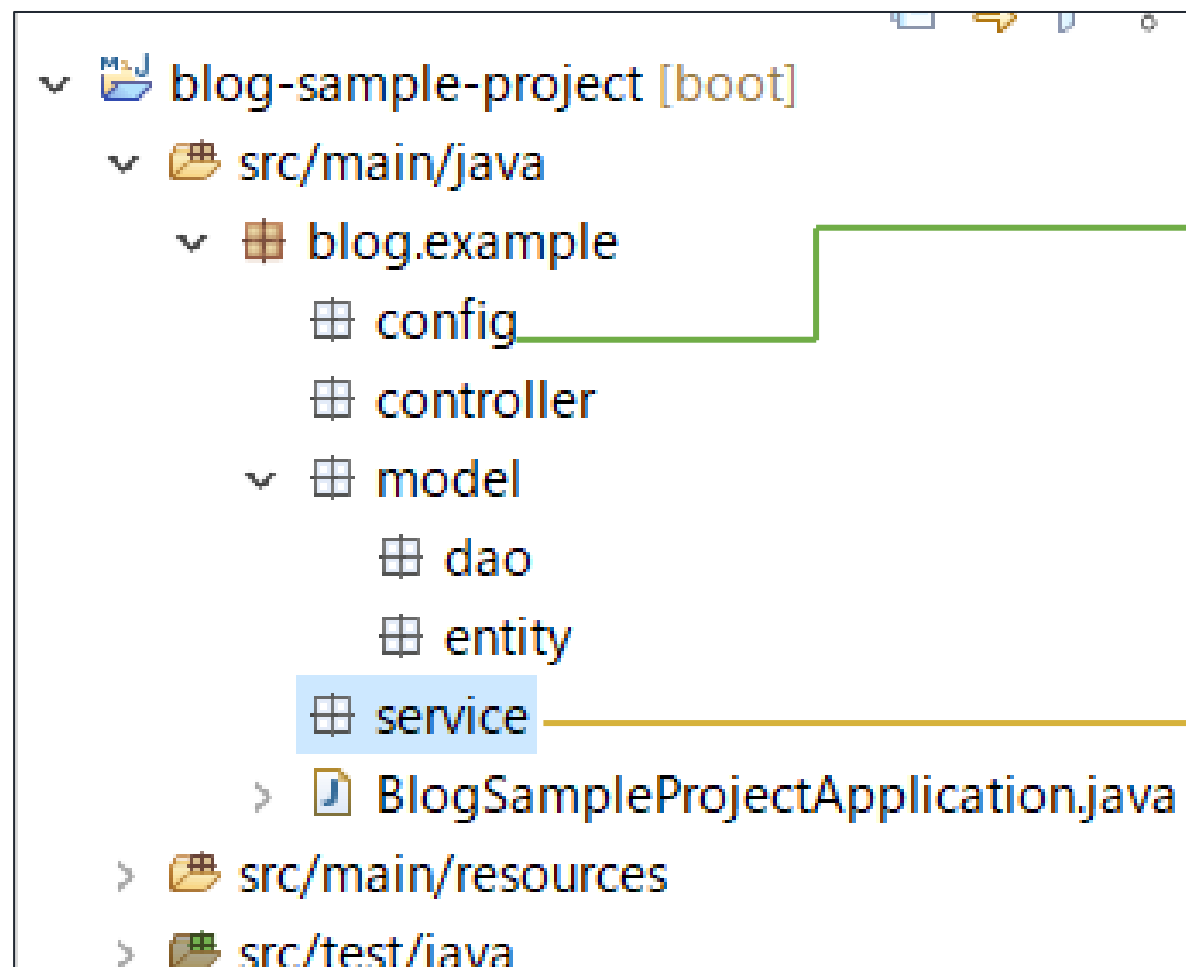 blog-sample-project [boot]
src/main/java
blog.example
config
controller
model
dao
entity
service
BlogSampleProjectApplication.java
src/main/resources
src/test/java